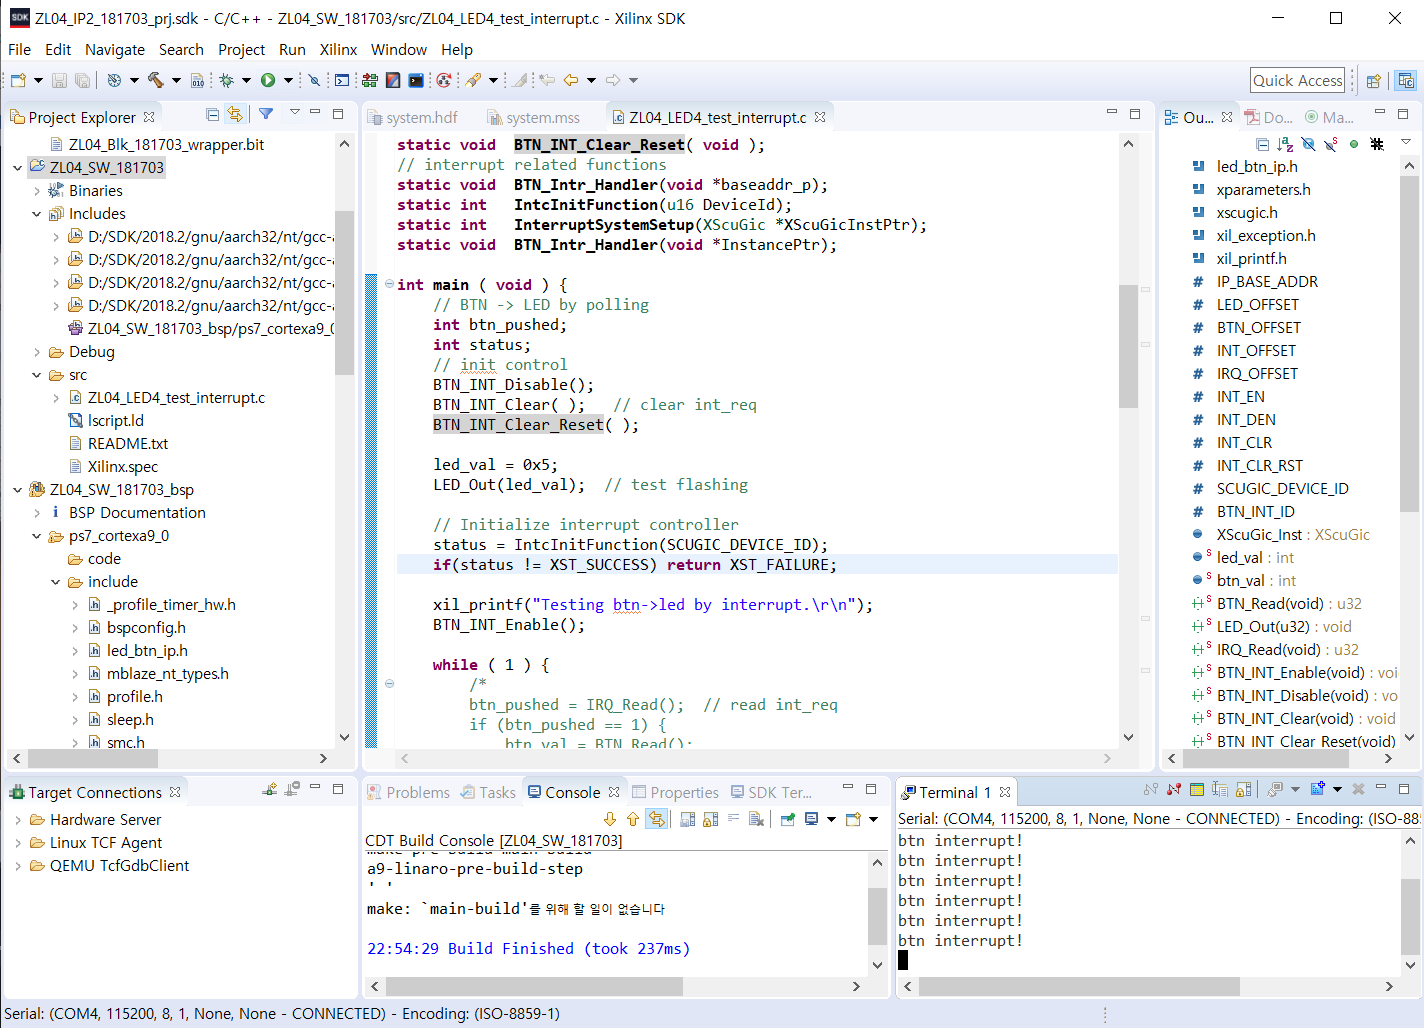 ZL04_IP2_181703_prj.sdk - C/C++ - ZL04_SW_181703/src/ZL04_LED4_test_interrupt.c - Xilinx SDK
File Edit Navigate Search Project Run Xilinx Window Help
Quick Access
Project Explorer
ZL04_Blk_181703_wrapper.bit
ZL04_SW_181703
Binaries
Includes
D:/SDK/2018.2/gnu/aarch32/nt/gcc-a
D:/SDK/2018.2/gnu/aarch32/nt/gcc-a
D:/SDK/2018.2/gnu/aarch32/nt/gcc-a
D:/SDK/2018.2/gnu/aarch32/nt/gcc-a
ZL04_SW_181703_bsp/ps7_cortexa9_0
Debug
src
ZL04_LED4_test_interrupt.c
lscript.ld
README.txt
Xilinx.spec
ZL04_SW_181703_bsp
BSP Documentation
ps7_cortexa9_0
code
include
_profile_timer_hw.h
bspconfig.h
led_btn_ip.h
mblaze_nt_types.h
profile.h
sleep.h
smc.h
system.hdf system.mss ZL04_LED4_test_interrupt.c
static void BTN_INT_Clear_Reset( void );
// interrupt related functions
static void BTN_Intr_Handler(void *baseaddr_p);
static int IntcInitFunction(u16 DeviceId);
static int InterruptSystemSetup(XScuGic *XScuGicInstPtr);
static void BTN_Intr_Handler(void *InstancePtr);
int main ( void ) {
// BTN -> LED by polling
int btn_pushed;
int status;
// init control
BTN_INT_Disable();
BTN_INT_Clear( ); // clear int_req
BTN_INT_Clear_Reset( );
led_val = 0x5;
LED_Out(led_val); // test flashing
// Initialize interrupt controller
status = IntcInitFunction(SCUGIC_DEVICE_ID);
if(status != XST_SUCCESS) return XST_FAILURE;
xil_printf("Testing btn->led by interrupt.\r\n");
BTN_INT_Enable();
while ( 1 ) {
/*
btn_pushed = IRQ_Read(); // read int_req
if (btn_pushed == 1) {
btn_val = BTN_Read();
Ou... Do... Ma...
led_btn_ip.h
xparameters.h
xscugic.h
xil_exception.h
xil_printf.h
IP_BASE_ADDR
LED_OFFSET
BTN_OFFSET
INT_OFFSET
IRQ_OFFSET
INT_EN
INT_DEN
INT_CLR
INT_CLR_RST
SCUGIC_DEVICE_ID
BTN_INT_ID
XScuGic_Inst : XScuGic
led_val : int
btn_val : int
BTN_Read(void) : u32
LED_Out(u32) : void
IRQ_Read(void) : u32
BTN_INT_Enable(void) : voi
BTN_INT_Disable(void) : vo
BTN_INT_Clear(void) : void
BTN_INT_Clear_Reset(void)
Target Connections
Hardware Server
Linux TCF Agent
QEMU TcfGdbClient
Problems Tasks Console Properties SDK Ter...
CDT Build Console [ZL04_SW_181703]
make pre-build main-build
a9-linaro-pre-build-step
' '
make: `main-build'를 위해 할 일이 없습니다
22:54:29 Build Finished (took 237ms)
Terminal 1
Serial: (COM4, 115200, 8, 1, None, None - CONNECTED) - Encoding: (ISO-885
btn interrupt!
btn interrupt!
btn interrupt!
btn interrupt!
btn interrupt!
btn interrupt!
Serial: (COM4, 115200, 8, 1, None, None - CONNECTED) - Encoding: (ISO-8859-1)